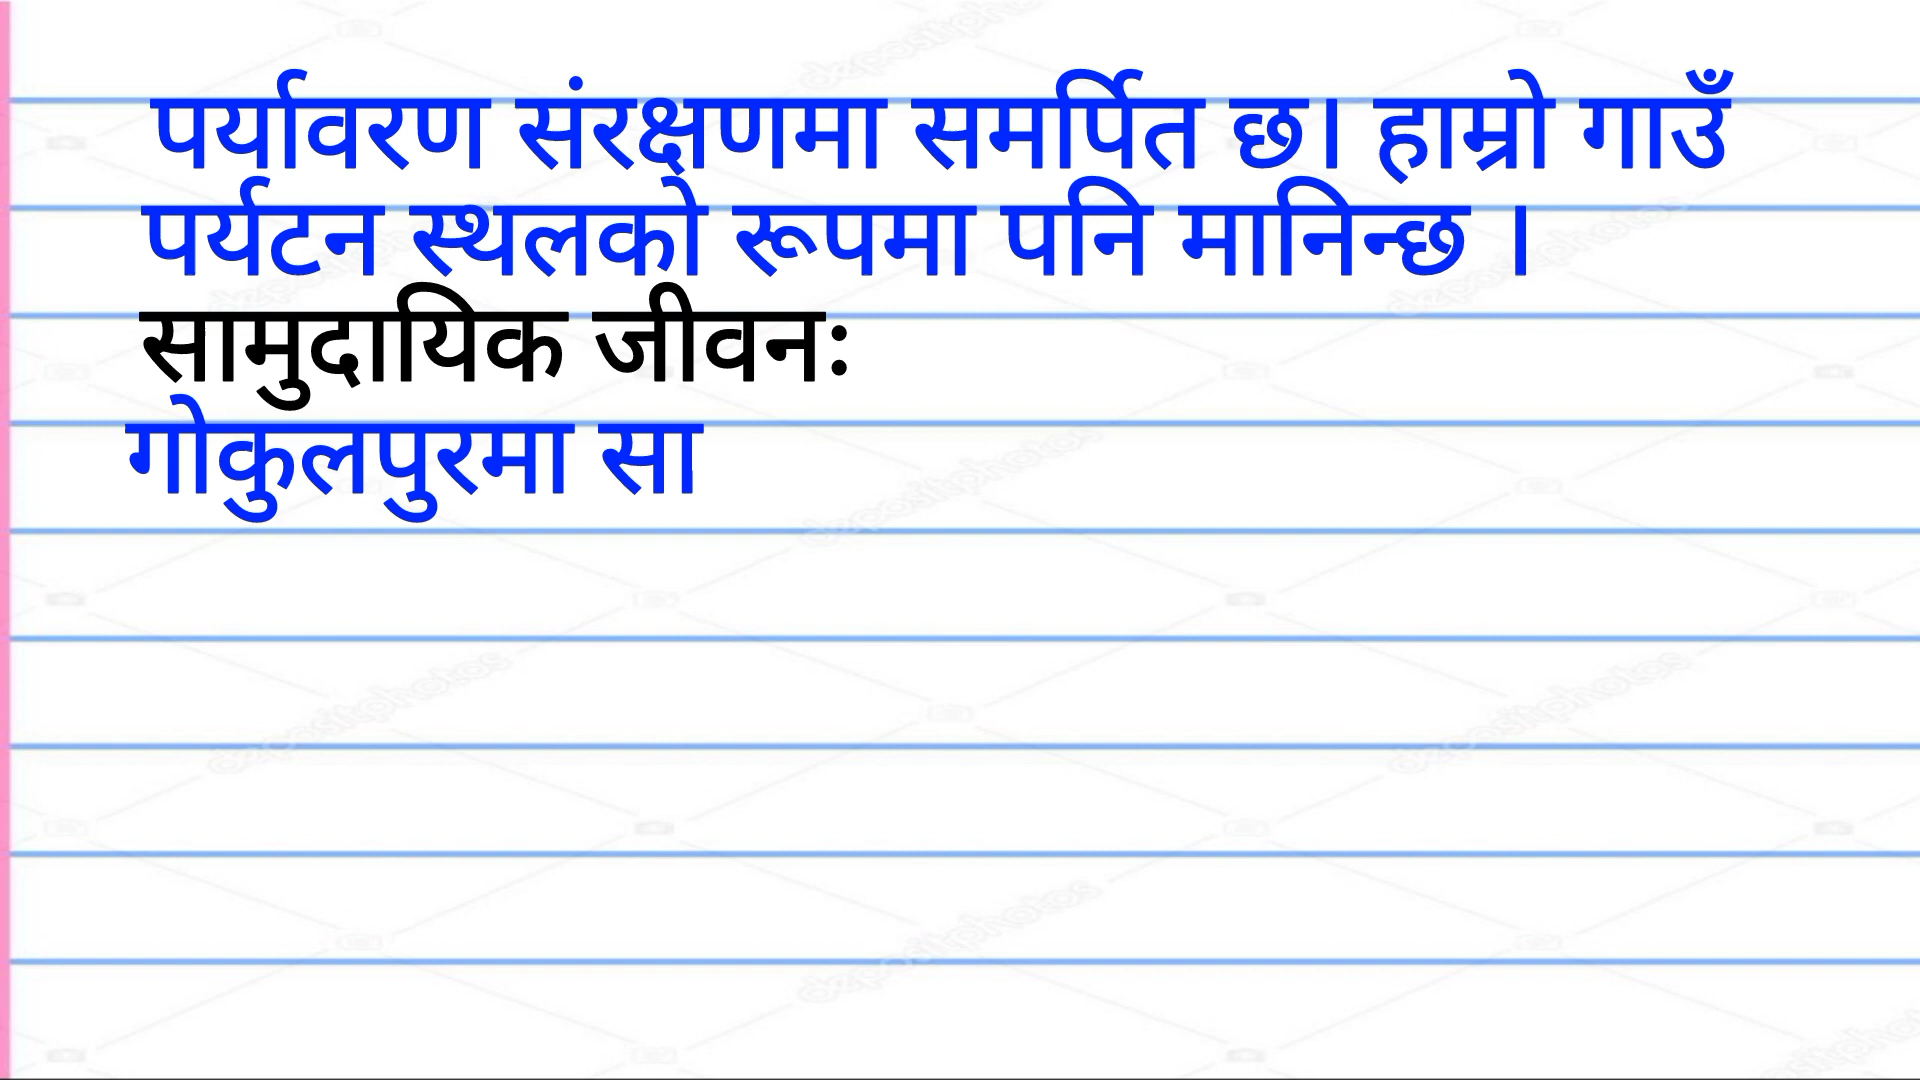 पर्यावरण संरक्षणमा समर्पित छ। हाम्रो गाउँ
पर्यटन स्थलको रूपमा पनि मानिन्छ ।
सामुदायिक जीवनः
गोकुलपुरमा सा